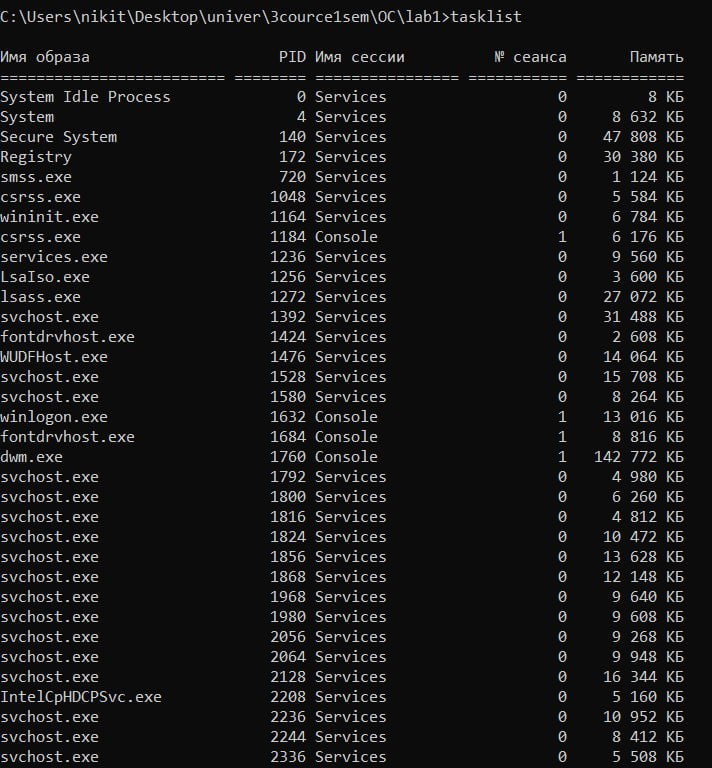 C:\Users\nikit\Desktop\univer\3cource1sem\OC\lab1>tasklist

Имя образа                     PID Имя сессии          № сеанса       Память
========================= ======== ================ =========== ============
System Idle Process              0 Services                   0         8 КБ
System                           4 Services                   0     8 632 КБ
Secure System                  140 Services                   0    47 808 КБ
Registry                       172 Services                   0    30 380 КБ
smss.exe                       720 Services                   0     1 124 КБ
csrss.exe                     1048 Services                   0     5 584 КБ
wininit.exe                   1164 Services                   0     6 784 КБ
csrss.exe                     1184 Console                    1     6 176 КБ
services.exe                  1236 Services                   0     9 560 КБ
LsaIso.exe                    1256 Services                   0     3 600 КБ
lsass.exe                     1272 Services                   0    27 072 КБ
svchost.exe                   1392 Services                   0    31 488 КБ
fontdrvhost.exe               1424 Services                   0     2 608 КБ
WUDFHost.exe                  1476 Services                   0    14 064 КБ
svchost.exe                   1528 Services                   0    15 708 КБ
svchost.exe                   1580 Services                   0     8 264 КБ
winlogon.exe                  1632 Console                    1    13 016 КБ
fontdrvhost.exe               1684 Console                    1     8 816 КБ
dwm.exe                       1760 Console                    1   142 772 КБ
svchost.exe                   1792 Services                   0     4 980 КБ
svchost.exe                   1800 Services                   0     6 260 КБ
svchost.exe                   1816 Services                   0     4 812 КБ
svchost.exe                   1824 Services                   0    10 472 КБ
svchost.exe                   1856 Services                   0    13 628 КБ
svchost.exe                   1868 Services                   0    12 148 КБ
svchost.exe                   1968 Services                   0     9 640 КБ
svchost.exe                   1980 Services                   0     9 608 КБ
svchost.exe                   2056 Services                   0     9 268 КБ
svchost.exe                   2064 Services                   0     9 948 КБ
svchost.exe                   2128 Services                   0    16 344 КБ
IntelCpHDCPSvc.exe            2208 Services                   0     5 160 КБ
svchost.exe                   2236 Services                   0    10 952 КБ
svchost.exe                   2244 Services                   0     8 412 КБ
svchost.exe                   2336 Services                   0     5 508 КБ